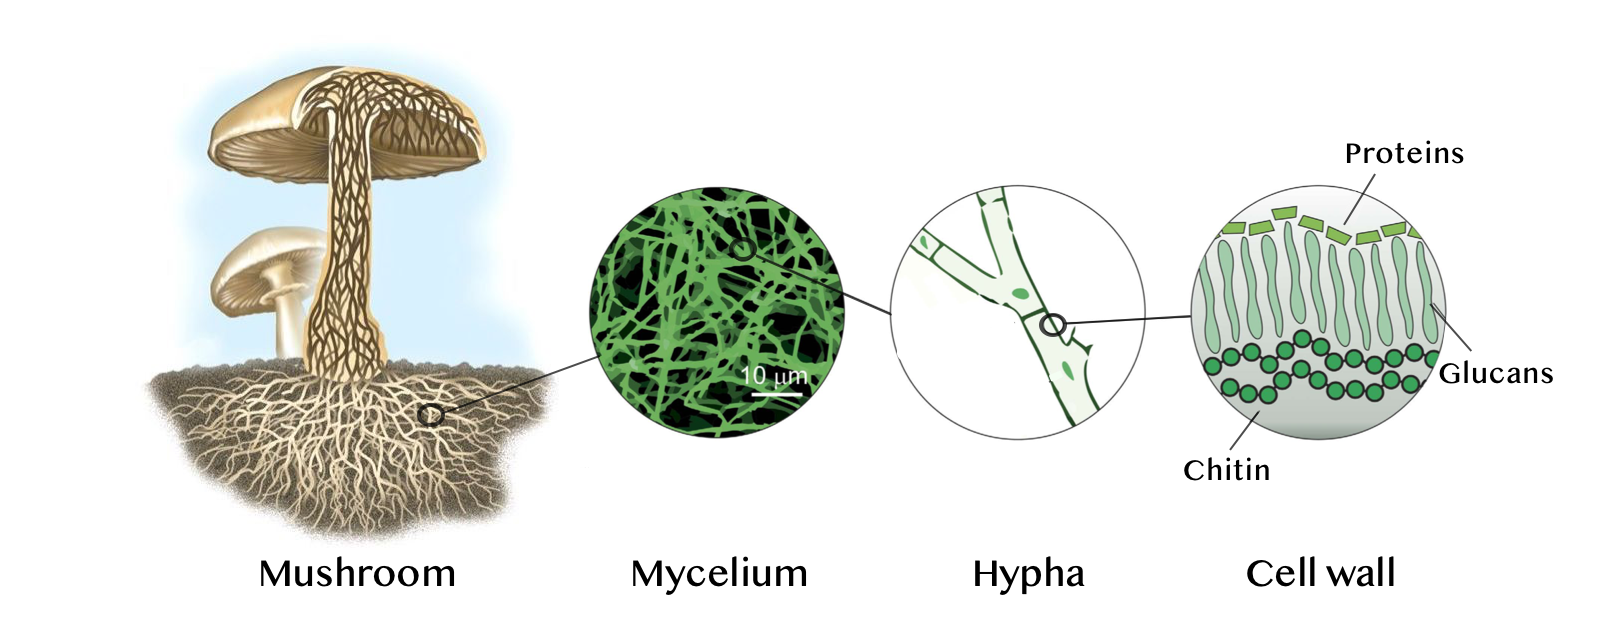 Proteins
10 μm
Glucans
Chitin
Mushroom
Mycelium
Hypha
Cell wall